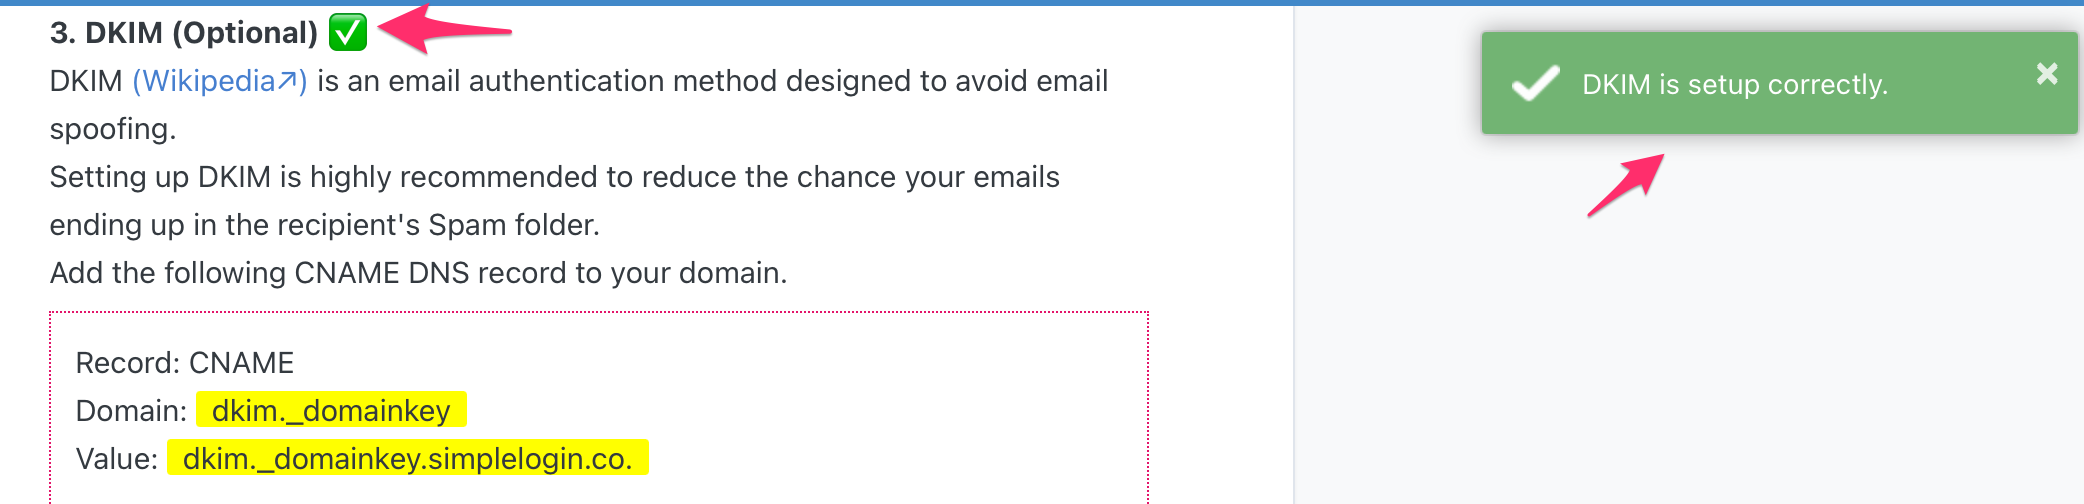 3. DKIM (Optional) ✅
DKIM (Wikipedia↗) is an email authentication method designed to avoid email
spoofing.
Setting up DKIM is highly recommended to reduce the chance your emails
ending up in the recipient's Spam folder.
Add the following CNAME DNS record to your domain.
Record: CNAME
Domain: dkim._domainkey
Value: dkim._domainkey.simplelogin.co.
DKIM is setup correctly.